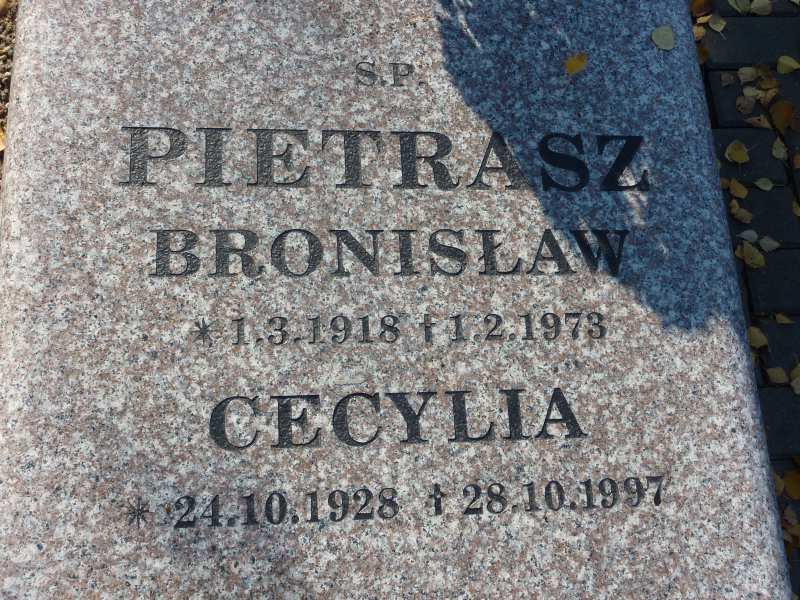 Ś.P.
PIETRASZ
BRONISŁAW
* 1.3.1918 † 1.2.1973
CECYLIA
* 24.10.1928 † 28.10.1997